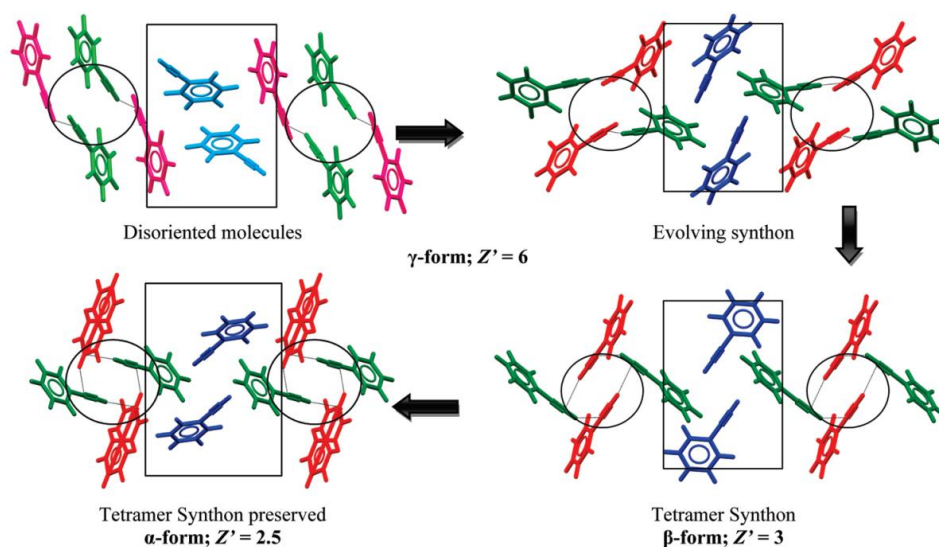 Disoriented molecules
Evolving synthon
γ-form; Z’ = 6
Tetramer Synthon preserved
α-form; Z’ = 2.5
Tetramer Synthon
β-form; Z’ = 3